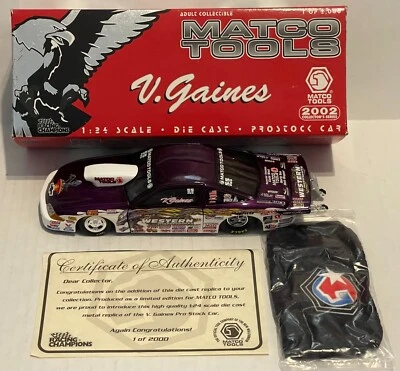 ADULT COLLECTIBLE
MATCO
TOOLS
V. Gaines
1:24 SCALE • DIE CAST • PROSTOCK CAR
RACING
CHAMPIONS
MATCO
TOOLS
2002
COLLECTOR'S SERIES
MATCO TOOLS
WESTERN
Certificate of Authenticity
Dear Collector,
Congratulations on the addition of this die cast replica to
your collection. Produced as a limited edition for MATCO TOOLS,
we are proud to introduce this high quality 1:24 scale die cast
metal replica of the V. Gaines Pro Stock Car.
Again Congratulations!
1 of 2000
RACING
CHAMPIONS
MATCO
TOOLS